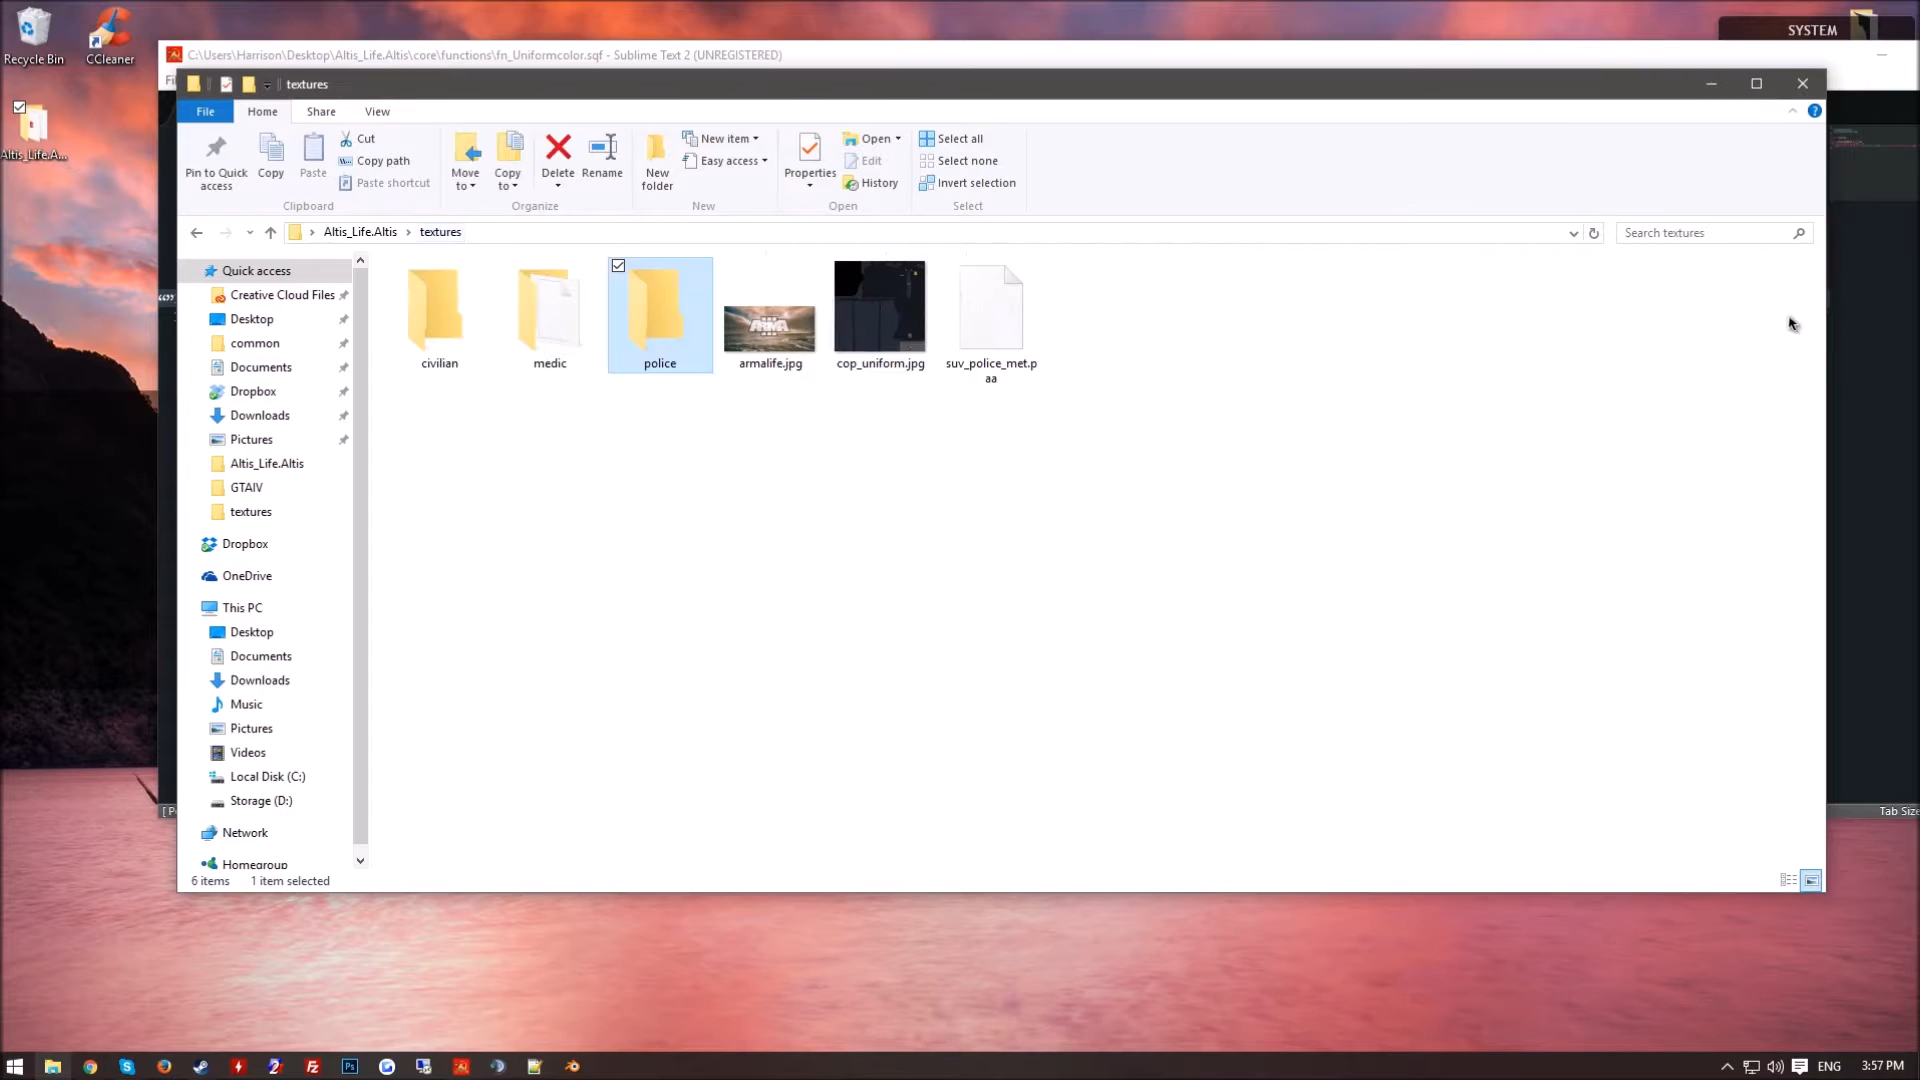 Recycle Bin
CCleaner
SYSTEM
C:\Users\Harrison\Desktop\Altis_Life.Altis\core\functions\fn_Uniformcolor.sqf - Sublime Text 2 (UNREGISTERED)
textures
Altis_Life.A...
File Home Share View
Pin to Quick access
Copy
Paste
Cut
Copy path
Paste shortcut
Clipboard
Move to
Copy to
Delete
Rename
Organize
New folder
New item
Easy access
New
Properties
Open
Edit
History
Open
Select all
Select none
Invert selection
Select
Altis_Life.Altis > textures
Search textures
Quick access
Creative Cloud Files
Desktop
common
Documents
Dropbox
Downloads
Pictures
Altis_Life.Altis
GTAIV
textures
Dropbox
OneDrive
This PC
Desktop
Documents
Downloads
Music
Pictures
Videos
Local Disk (C:)
Storage (D:)
Network
Homegroup
civilian
medic
police
ARMA
armalife.jpg
cop_uniform.jpg
suv_police_met.p
aa
6 items 1 item selected
Tab Size
ENG 3:57 PM